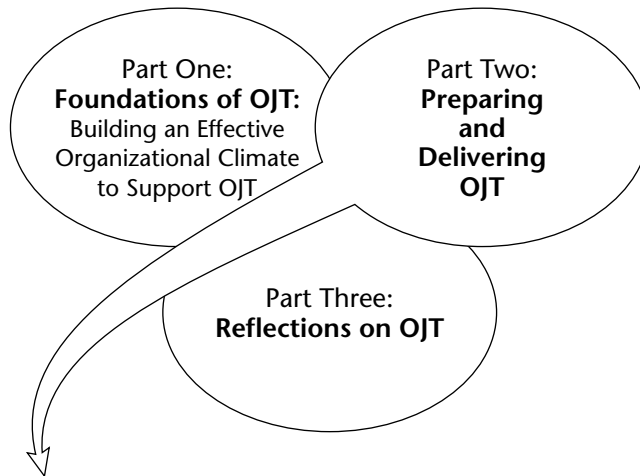 Part One:
Foundations of OJT:
Building an Effective
Organizational Climate
to Support OJT
Part Two:
Preparing
and
Delivering
OJT
Part Three:
Reflections on OJT